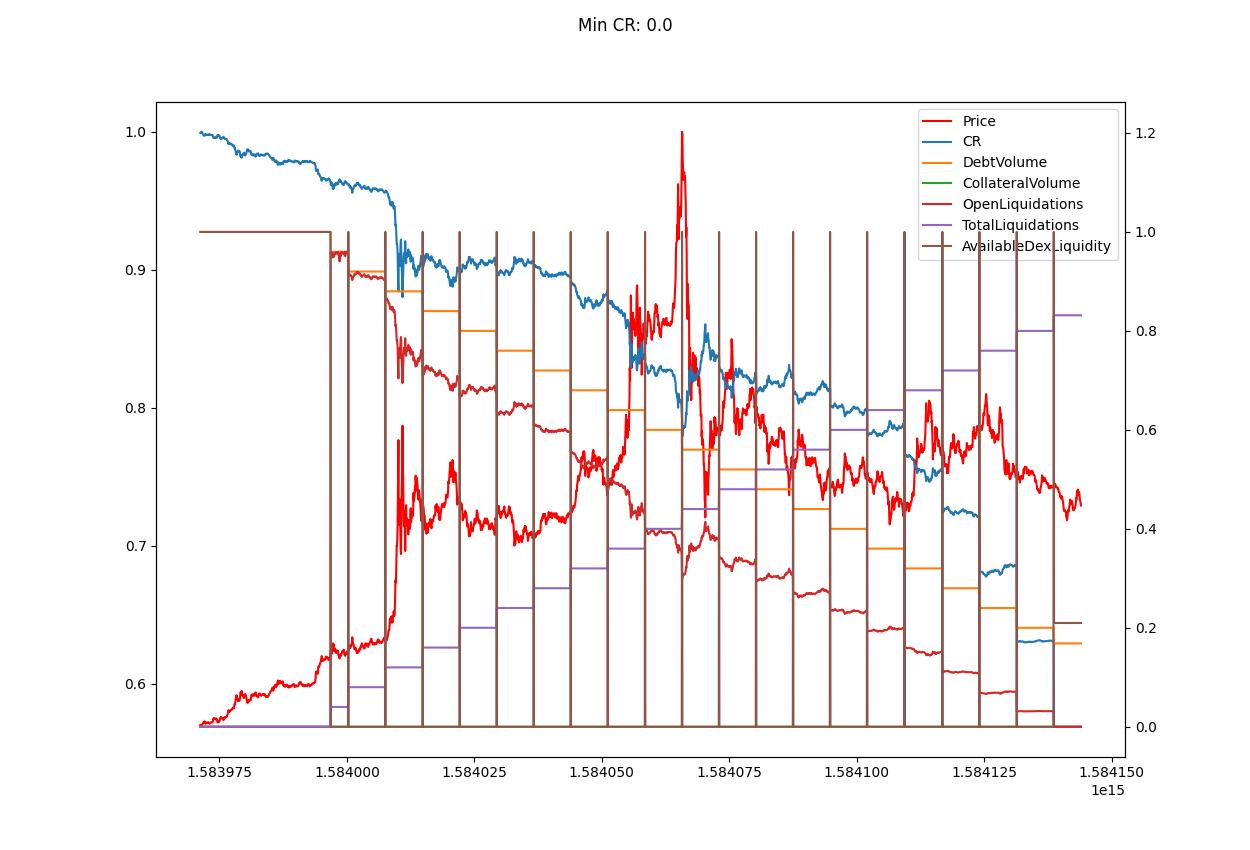 Min CR: 0.0
1.0
0.9
0.8
0.7
0.6
1.2
1.0
0.8
0.6
0.4
0.2
0.0
Price
CR
DebtVolume
CollateralVolume
OpenLiquidations
TotalLiquidations
AvailableDexLiquidity
1.583975 1.584000 1.584025 1.584050 1.584075 1.584100 1.584125 1.584150
1e15